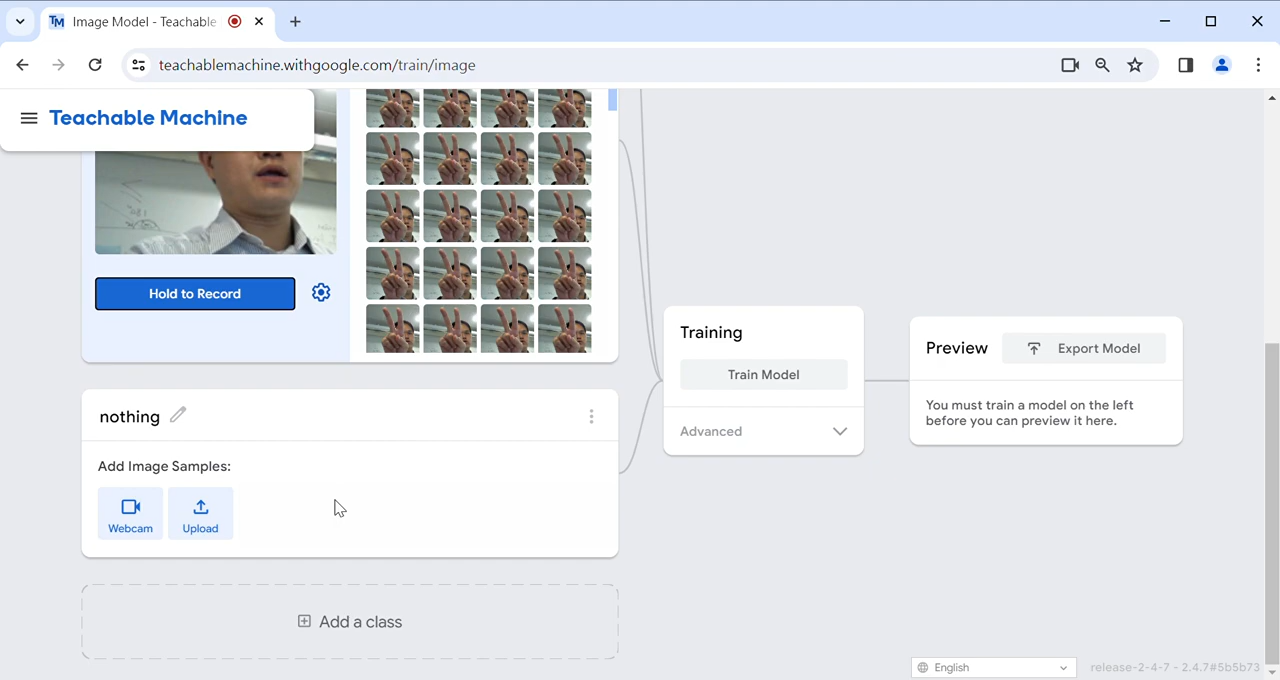 Image Model - Teachable
teachablemachine.withgoogle.com/train/image
Teachable Machine
Hold to Record
Training
Train Model
Advanced
Preview
Export Model
You must train a model on the left
before you can preview it here.
nothing
Add Image Samples:
Webcam
Upload
Add a class
English
release-2-4-7 - 2.4.7#5b5b73